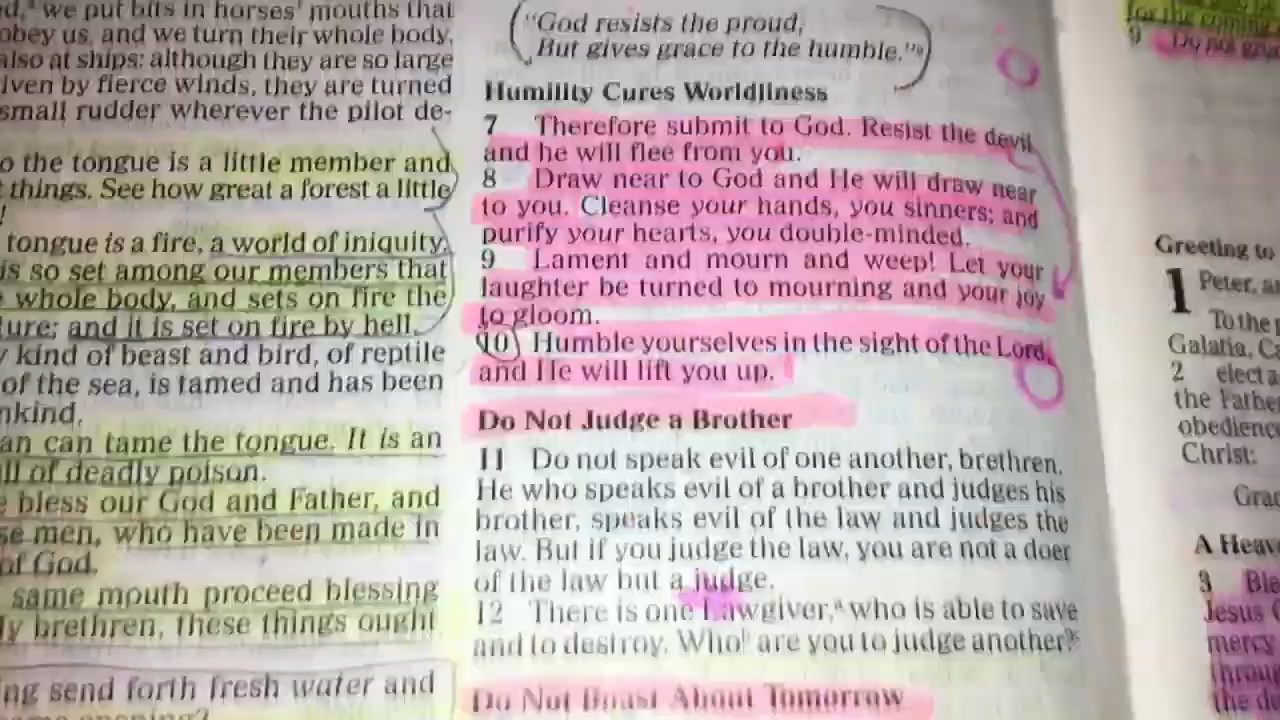 we put bits in horses' mouths that
obey us, and we turn their whole body.
also at ships: although they are so large
iven by fierce winds, they are turned
small rudder wherever the pilot de-
o the tongue is a little member and
things. See how great a forest a little
!
tongue is a fire, a world of iniquity.
is so set among our members that
whole body, and sets on fire the
ture; and it is set on fire by hell.
kind of beast and bird, of reptile
of the sea, is tamed and has been
nkind.
an can tame the tongue. It is an
ll of deadly poison.
bless our God and Father, and
se men, who have been made in
of God.
same mouth proceed blessing
y brethren, these things ought
ng send forth fresh water and
"God resists the proud,
But gives grace to the humble."
Humility Cures Worldliness
7 Therefore submit to God. Resist the devil
and he will flee from you.
8 Draw near to God and He will draw near
to you. Cleanse your hands, you sinners; and
purify your hearts, you double-minded.
9 Lament and mourn and weep! Let your
laughter be turned to mourning and your joy
to gloom.
10 Humble yourselves in the sight of the Lord,
and He will lift you up.
Do Not Judge a Brother
11 Do not speak evil of one another, brethren.
He who speaks evil of a brother and judges his
brother, speaks evil of the law and judges the
law. But if you judge the law, you are not a doer
of the law but a judge.
12 There is one Lawgiver,a who is able to save
and to destroy. Who are you to judge another?
Do Not Boast About Tomorrow
for the coming
9 Do not
Greeting to
1 Peter, a
To the
Galatia, C
2 elect a
the Fathe
obedienc
Christ:
Grac
A Heav
3 Ble
Jesus
mercy
throu
the de